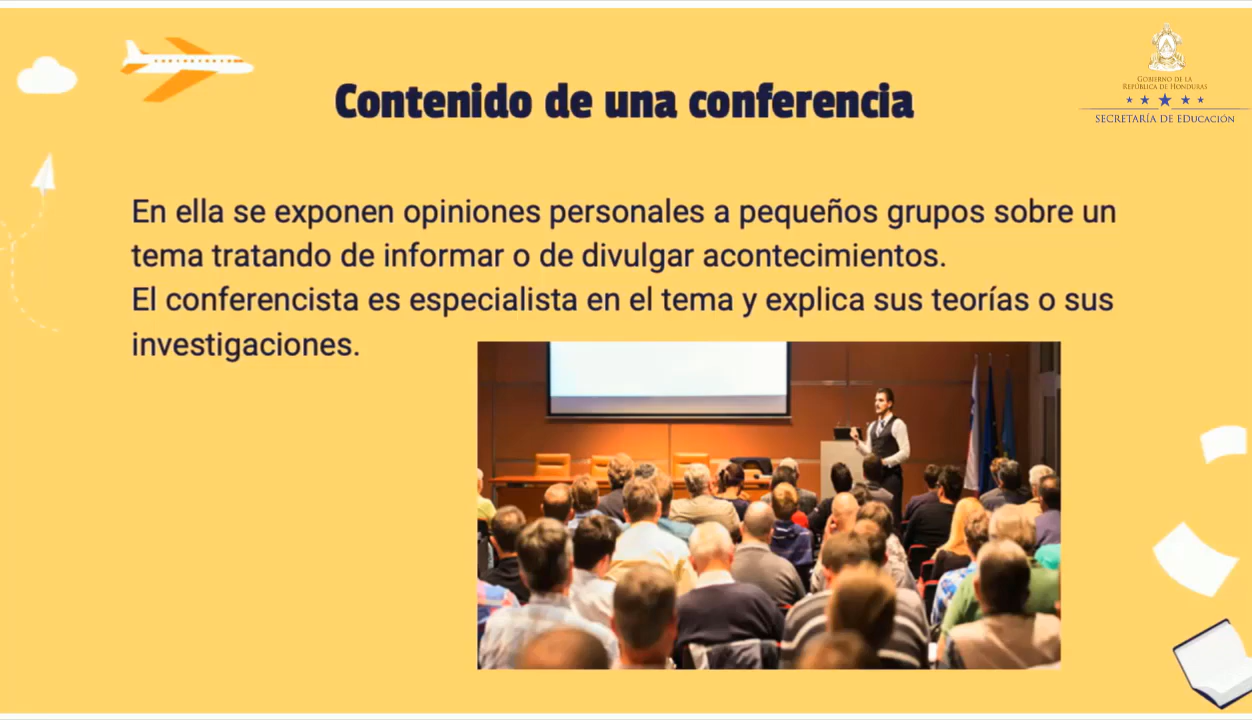 Contenido de una conferencia
GOBIERNO DE LA
REPÚBLICA DE HONDURAS
SECRETARÍA DE EDUCACIÓN
En ella se exponen opiniones personales a pequeños grupos sobre un
tema tratando de informar o de divulgar acontecimientos.
El conferencista es especialista en el tema y explica sus teorías o sus
investigaciones.